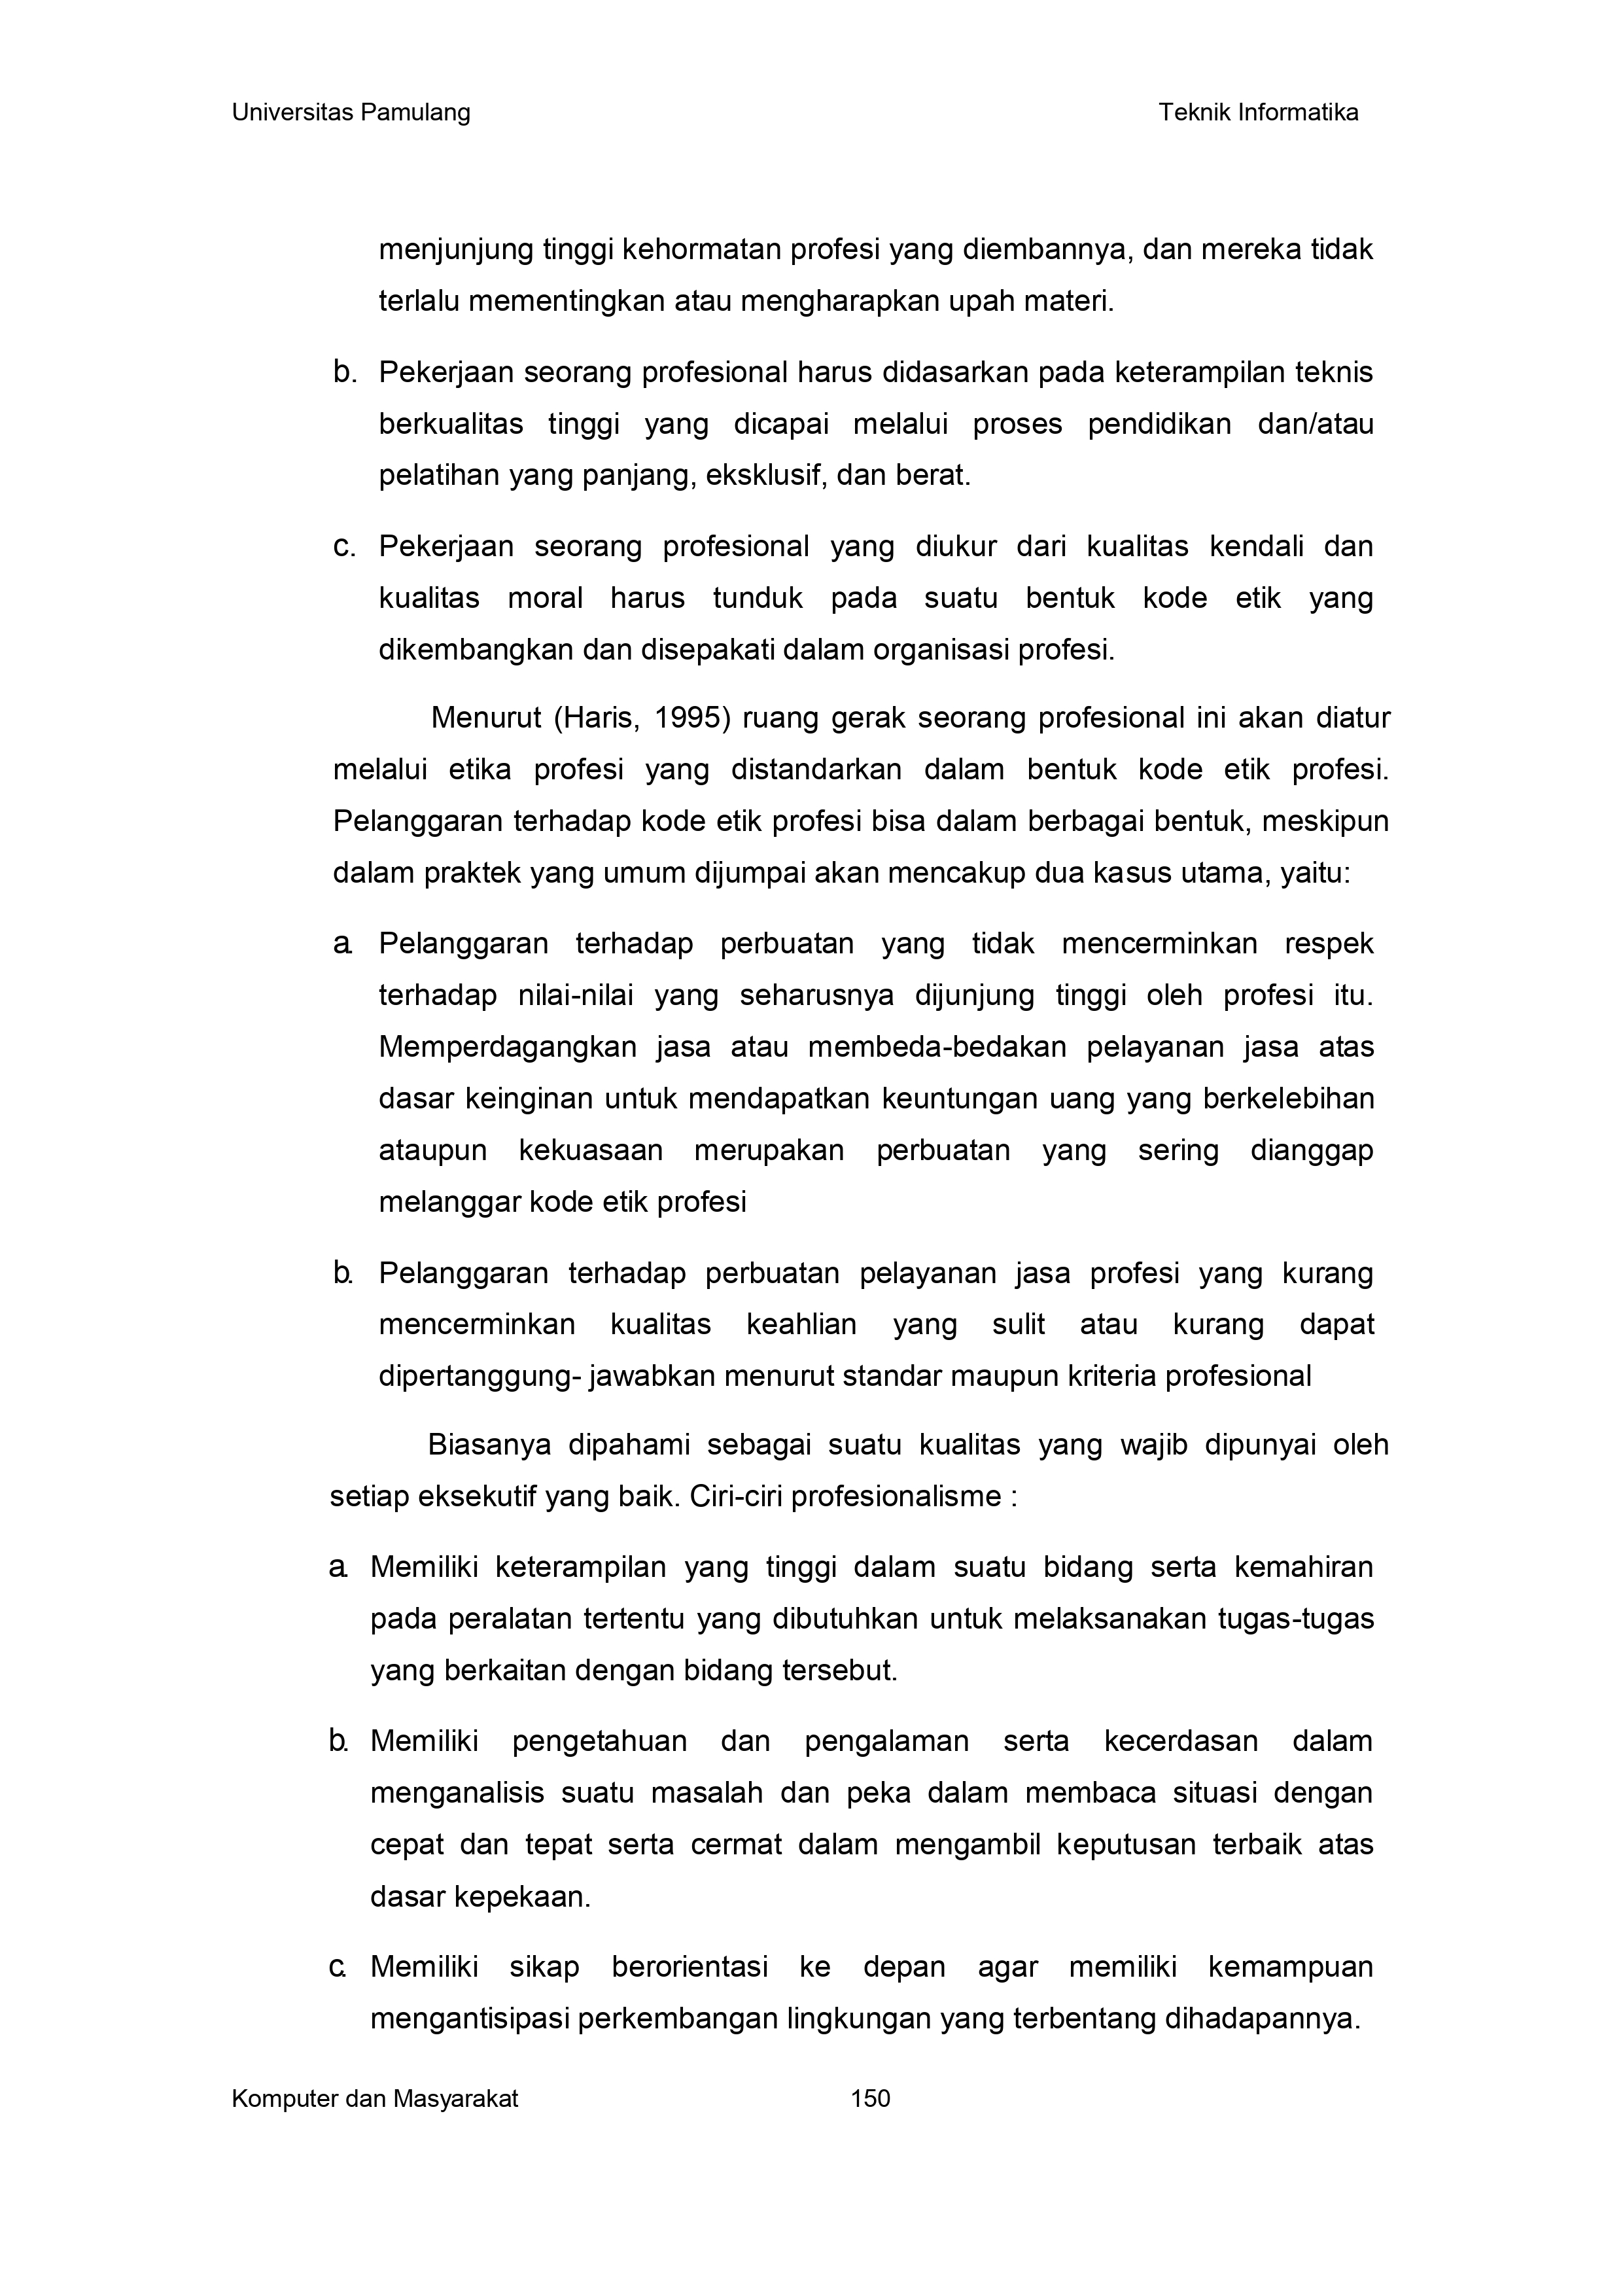 Universitas Pamulang Teknik Informatika
menjunjung tinggi kehormatan profesi yang diembannya, dan mereka tidak
terlalu mementingkan atau mengharapkan upah materi.
b. Pekerjaan seorang profesional harus didasarkan pada keterampilan teknis
berkualitas tinggi yang dicapai melalui proses pendidikan dan/atau
pelatihan yang panjang, eksklusif, dan berat.
c. Pekerjaan seorang profesional yang diukur dari kualitas kendali dan
kualitas moral harus tunduk pada suatu bentuk kode etik yang
dikembangkan dan disepakati dalam organisasi profesi.
Menurut (Haris, 1995) ruang gerak seorang profesional ini akan diatur
melalui etika profesi yang distandarkan dalam bentuk kode etik profesi.
Pelanggaran terhadap kode etik profesi bisa dalam berbagai bentuk, meskipun
dalam praktek yang umum dijumpai akan mencakup dua kasus utama, yaitu:
a. Pelanggaran terhadap perbuatan yang tidak mencerminkan respek
terhadap nilai-nilai yang seharusnya dijunjung tinggi oleh profesi itu.
Memperdagangkan jasa atau membeda-bedakan pelayanan jasa atas
dasar keinginan untuk mendapatkan keuntungan uang yang berkelebihan
ataupun kekuasaan merupakan perbuatan yang sering dianggap
melanggar kode etik profesi
b. Pelanggaran terhadap perbuatan pelayanan jasa profesi yang kurang
mencerminkan kualitas keahlian yang sulit atau kurang dapat
dipertanggung- jawabkan menurut standar maupun kriteria profesional
Biasanya dipahami sebagai suatu kualitas yang wajib dipunyai oleh
setiap eksekutif yang baik. Ciri-ciri profesionalisme :
a. Memiliki keterampilan yang tinggi dalam suatu bidang serta kemahiran
pada peralatan tertentu yang dibutuhkan untuk melaksanakan tugas-tugas
yang berkaitan dengan bidang tersebut.
b. Memiliki pengetahuan dan pengalaman serta kecerdasan dalam
menganalisis suatu masalah dan peka dalam membaca situasi dengan
cepat dan tepat serta cermat dalam mengambil keputusan terbaik atas
dasar kepekaan.
c. Memiliki sikap berorientasi ke depan agar memiliki kemampuan
mengantisipasi perkembangan lingkungan yang terbentang dihadapannya.
Komputer dan Masyarakat 150